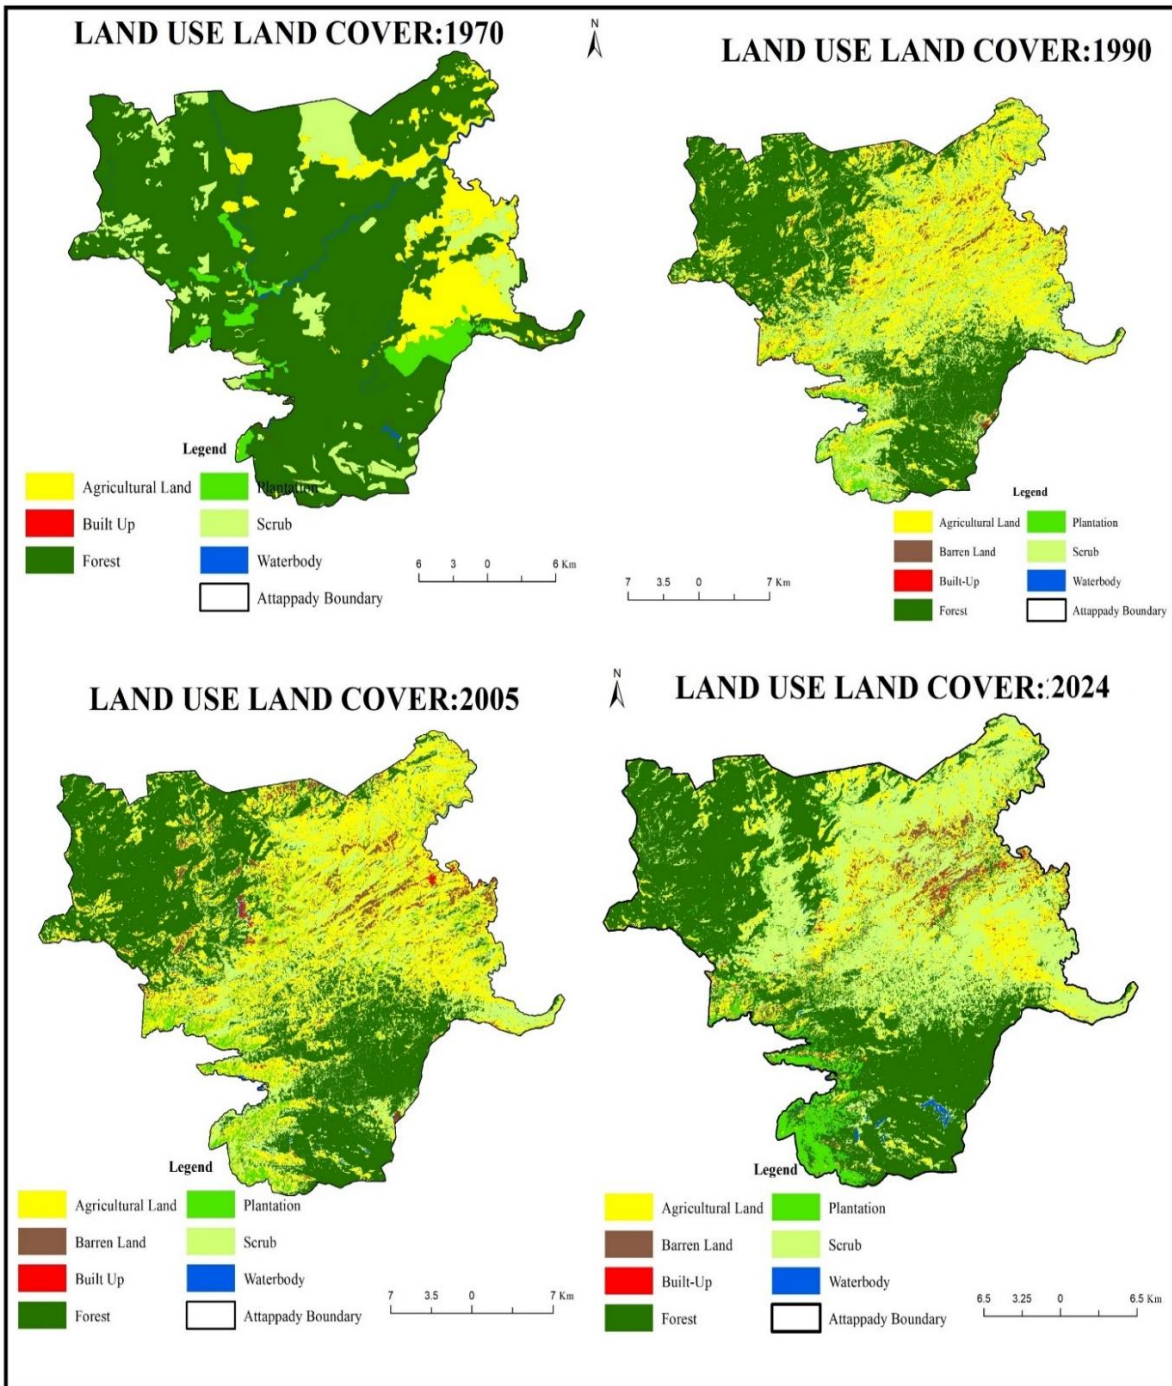 LAND USE LAND COVER:1970
N
LAND USE LAND COVER:1990
Legend
Agricultural Land Plantation
Built Up Scrub
Forest Waterbody
Attappady Boundary
6 3 0 6 Km
Legend
Agricultural Land Plantation
Barren Land Scrub
Built-Up Waterbody
Forest Attappady Boundary
7 3.5 0 7 Km
LAND USE LAND COVER:2005
N
LAND USE LAND COVER:2024
Legend
Agricultural Land Plantation
Barren Land Scrub
Built Up Waterbody
Forest Attappady Boundary
7 3.5 0 7 Km
Legend
Agricultural Land Plantation
Barren Land Scrub
Built-Up Waterbody
Forest Attappady Boundary
6.5 3.25 0 6.5 Km